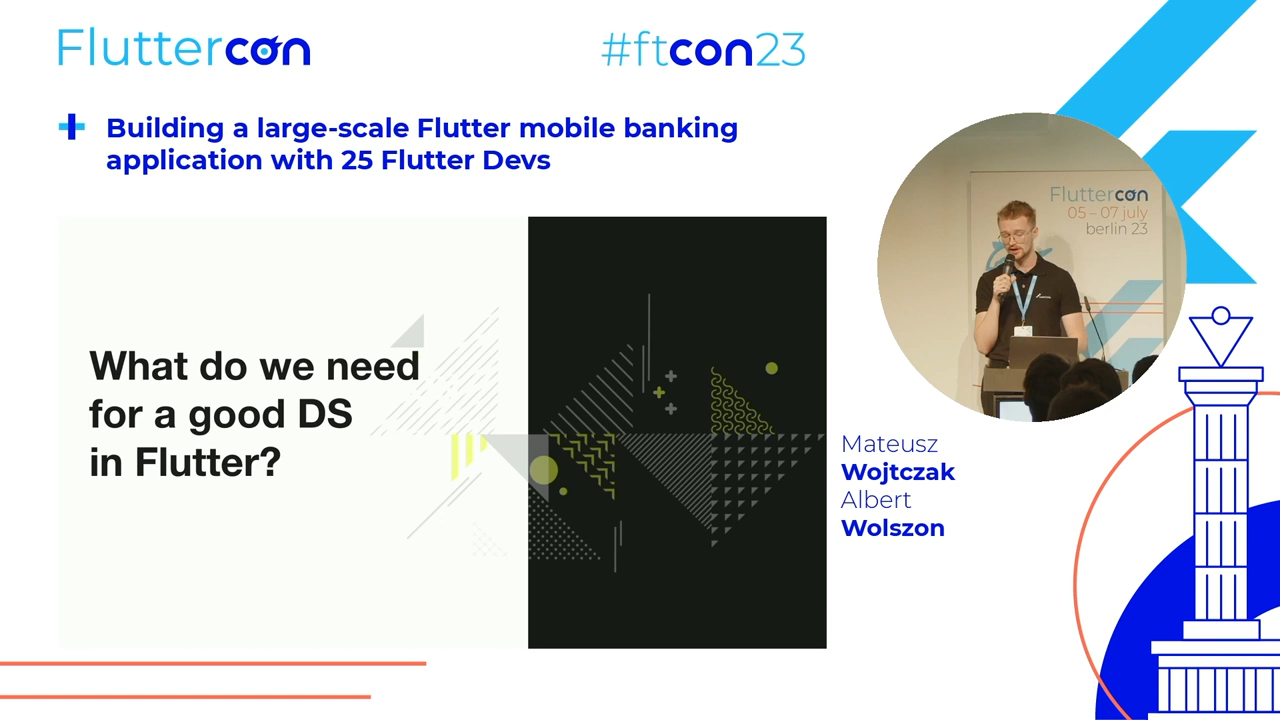 Fluttercon
#ftcon23
Building a large-scale Flutter mobile banking
application with 25 Flutter Devs
What do we need
for a good DS
in Flutter?
Fluttercon
05 – 07 july
berlin 23
Mateusz
Wojtczak
Albert
Wolszon